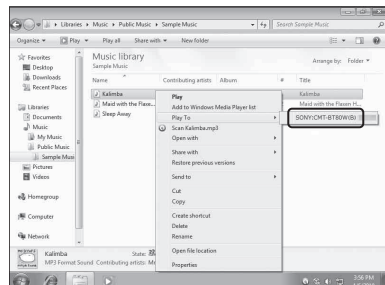 Libraries ▸ Music ▸ Public Music ▸ Sample Music
Search Sample Music
Organize
Play
Play all
Share with
New folder
Favorites
Desktop
Downloads
Recent Places
Libraries
Documents
Music
My Music
Public Music
Sample Musi
Pictures
Videos
Homegroup
Computer
Network
Music library
Sample Music
Arrange by: Folder
Name
Contributing artists
Album
#
Title
Kalimba
Maid with the Flaxe...
Sleep Away
Kalimba
Maid with the Flaxen H...
Play
Add to Windows Media Player list
Play To
Scan Kalimba.mp3
Open with
Share with
Restore previous versions
Send to
Cut
Copy
Create shortcut
Delete
Rename
Open file location
Properties
SONY:CMT-BT80W(B)
Kalimba
State:
MP3 Format Sound
Contributing artists:
3:56 PM